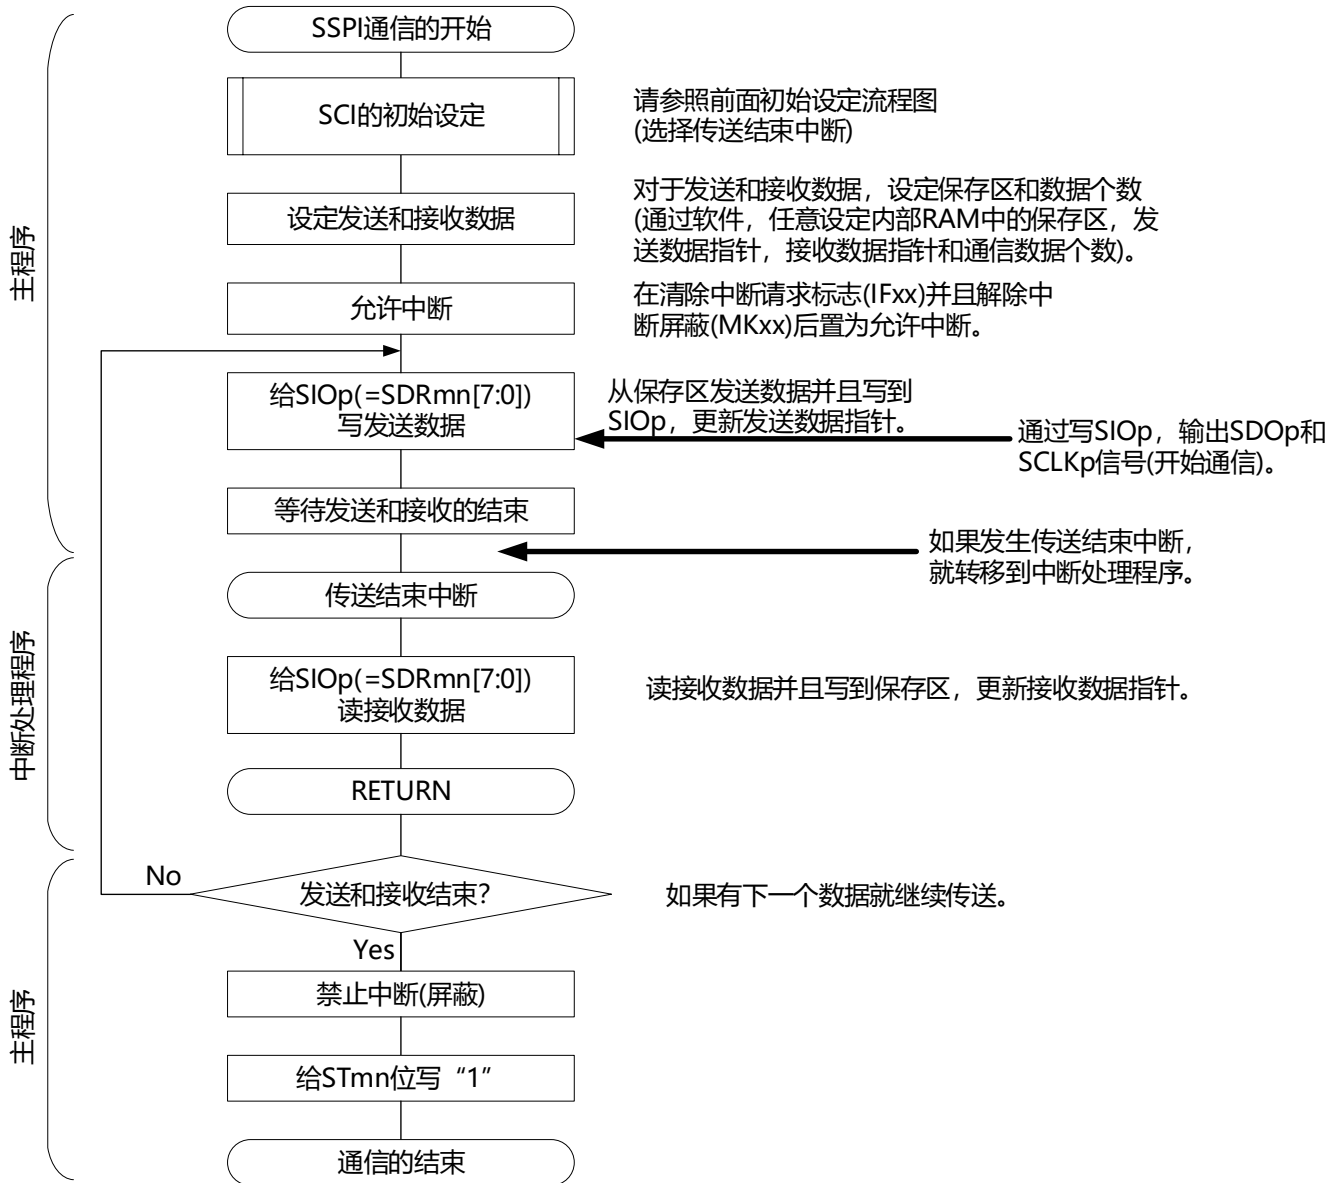 SSPI通信的开始
SCI的初始设定
请参照前面初始设定流程图
(选择传送结束中断)
设定发送和接收数据
对于发送和接收数据，设定保存区和数据个数
(通过软件，任意设定内部RAM中的保存区，发
送数据指针，接收数据指针和通信数据个数)。
主程序
允许中断
在清除中断请求标志(IFxx)并且解除中
断屏蔽(MKxx)后置为允许中断。
给SIOp(=SDRmn[7:0])
写发送数据
从保存区发送数据并且写到
SIOp，更新发送数据指针。
通过写SIOp，输出SDOp和
SCLKp信号(开始通信)。
等待发送和接收的结束
如果发生传送结束中断，
就转移到中断处理程序。
传送结束中断
中断处理程序
给SIOp(=SDRmn[7:0])
读接收数据
读接收数据并且写到保存区，更新接收数据指针。
RETURN
No
发送和接收结束？
如果有下一个数据就继续传送。
Yes
禁止中断(屏蔽)
主程序
给STmn位写“1”
通信的结束